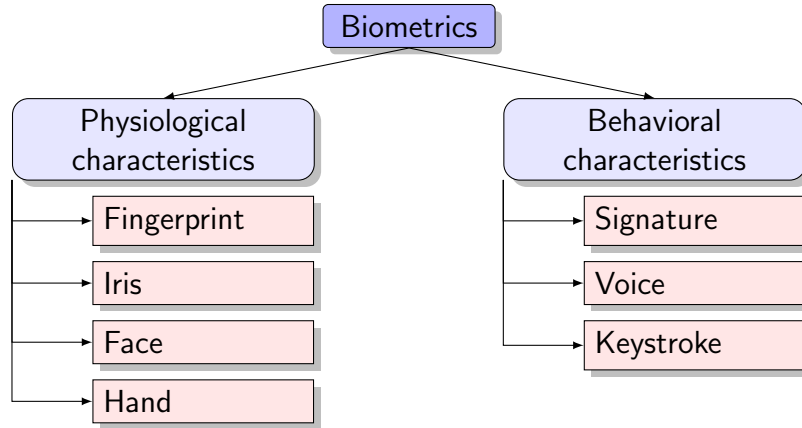 Biometrics
Physiological
characteristics
Fingerprint
Iris
Face
Hand
Behavioral
characteristics
Signature
Voice
Keystroke